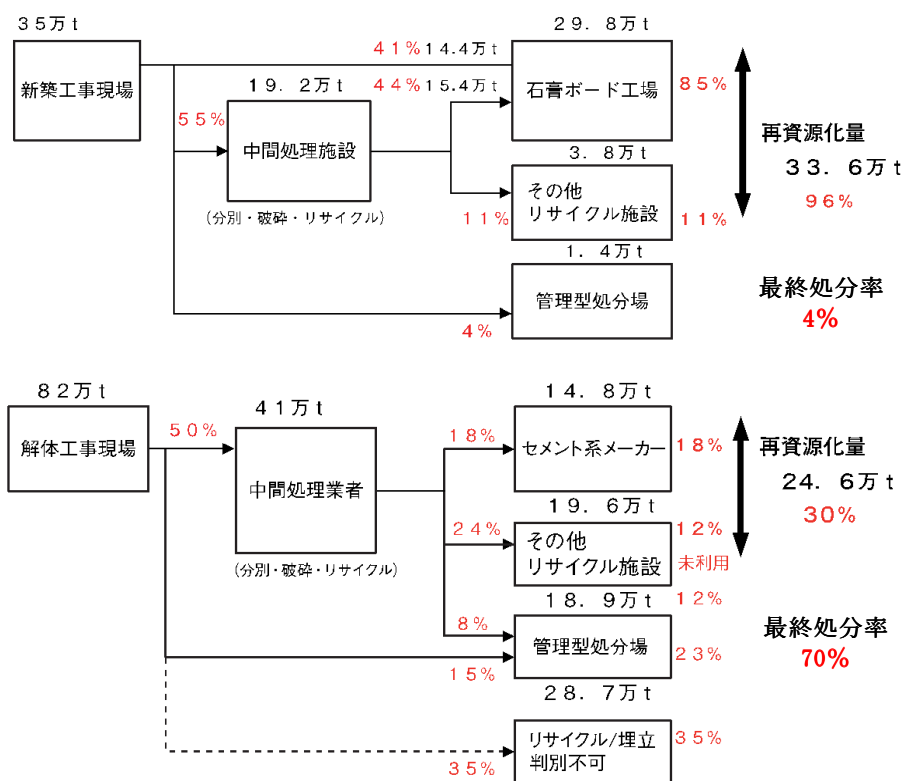 35万t
新築工事現場
41% 14.4万t
29.8万t
石膏ボード工場
85%
19.2万t
44% 15.4万t
55%
中間処理施設
(分別・破砕・リサイクル)
再資源化量
33.6万t
96%
3.8万t
その他
リサイクル施設
11%
11%
1.4万t
管理型処分場
4%
最終処分率
4%
82万t
解体工事現場
50%
41万t
中間処理業者
(分別・破砕・リサイクル)
14.8万t
18%
セメント系メーカー
18%
再資源化量
24.6万t
30%
19.6万t
24%
その他
リサイクル施設
12%
未利用
12%
18.9万t
8%
管理型処分場
23%
15%
最終処分率
70%
28.7万t
リサイクル/埋立
判別不可
35%
35%